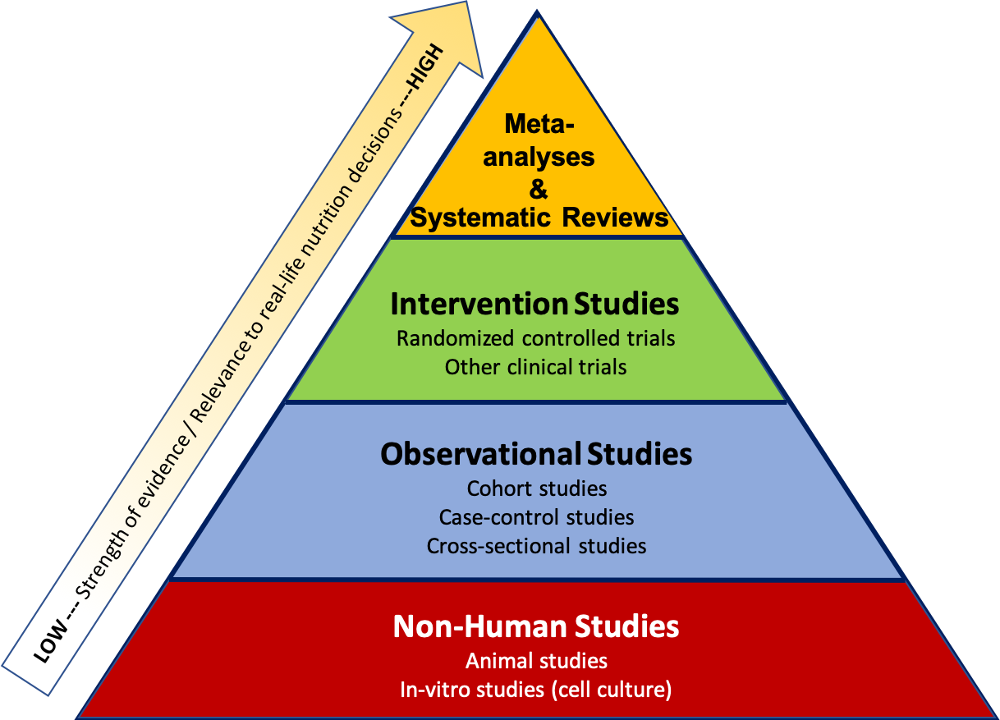 LOW --- Strength of evidence / Relevance to real-life nutrition decisions ---HIGH
Meta-
analyses
&
Systematic Reviews
Intervention Studies
Randomized controlled trials
Other clinical trials
Observational Studies
Cohort studies
Case-control studies
Cross-sectional studies
Non-Human Studies
Animal studies
In-vitro studies (cell culture)